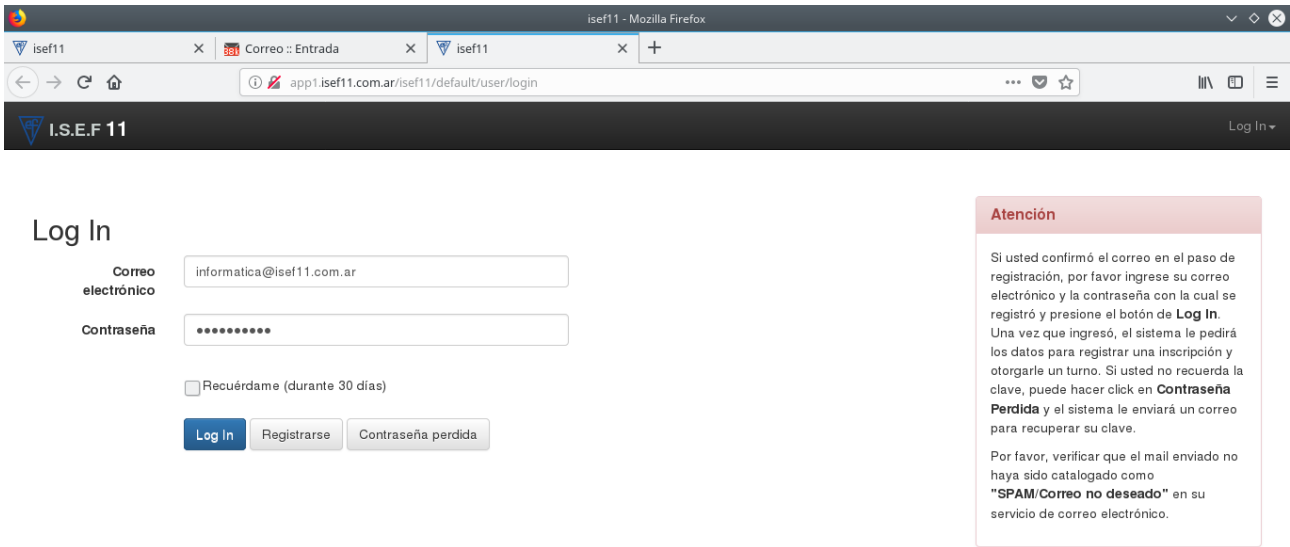 isef11 - Mozilla Firefox
isef11
Correo :: Entrada
isef11
app1.isef11.com.ar/isef11/default/user/login
I.S.E.F 11
Log In
Log In
Correo
electrónico
informatica@isef11.com.ar
Contraseña
Recuérdame (durante 30 días)
Log In
Registrarse
Contraseña perdida
Atención
Si usted confirmó el correo en el paso de
registración, por favor ingrese su correo
electrónico y la contraseña con la cual se
registró y presione el botón de Log In.
Una vez que ingresó, el sistema le pedirá
los datos para registrar una inscripción y
otorgarle un turno. Si usted no recuerda la
clave, puede hacer click en Contraseña
Perdida y el sistema le enviará un correo
para recuperar su clave.
Por favor, verificar que el mail enviado no
haya sido catalogado como
"SPAM/Correo no deseado" en su
servicio de correo electrónico.